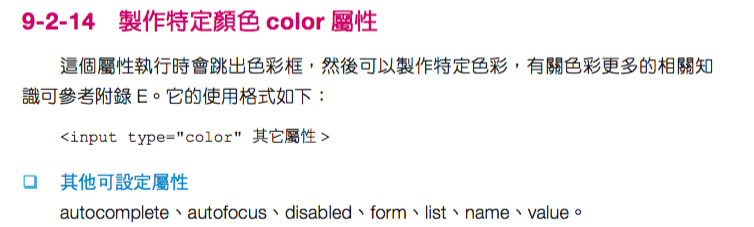 9-2-14 製作特定顏色 color 屬性
這個屬性執行時會跳出色彩框，然後可以製作特定色彩，有關色彩更多的相關知
識可參考附錄 E。它的使用格式如下：
<input type="color" 其它屬性>
❑ 其他可設定屬性
autocomplete、autofocus、disabled、form、list、name、value。